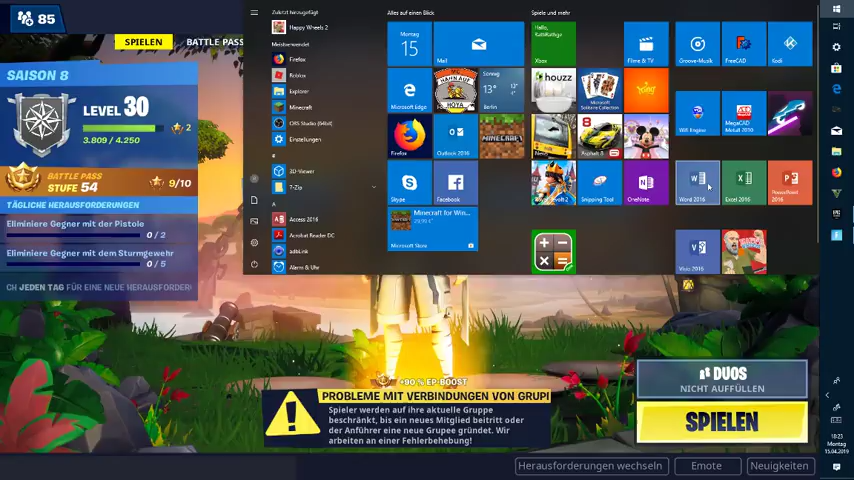 85
SPIELEN
BATTLE PASS
SAISON 8
LEVEL 30
3.809 / 4.250
2
BATTLE PASS
STUFE 54
9/10
TÄGLICHE HERAUSFORDERUNGEN
Eliminiere Gegner mit der Pistole
0 / 2
Eliminiere Gegner mit dem Sturmgewehr
0 / 5
CH JEDEN TAG FÜR EINE NEUE HERAUSFORDER
Zuletzt hinzugefügt
Happy Wheels 2
Meistverwendet
Firefox
Roblox
Explorer
Minecraft
OBS Studio (64bit)
Einstellungen
#
3D-Viewer
7-Zip
A
Access 2016
Acrobat Reader DC
adbLink
Alarm & Uhr
Alles auf einen Blick
Montag
15
Mail
Microsoft Edge
Sonnig
13°
Berlin
Firefox
Outlook 2016
MINECRAFT
Skype
Facebook
Minecraft for Win...
Microsoft Store
Spiele und mehr
Hallo,
Xbox
Filme & TV
houzz
Microsoft
Solitaire Collection
Asphalt 8
Snipping Tool
OneNote
Groove-Musik
FreeCAD
Kodi
MegaCAD
Metall 2010
Word 2016
Excel 2016
PowerPoint
2016
Visio 2016
+90 % EP-BOOST
PROBLEME MIT VERBINDUNGEN VON GRUPI
Spieler werden auf ihre aktuelle Gruppe
beschränkt, bis ein neues Mitglied beitritt oder
der Anführer eine neue Grupee gründet. Wir
arbeiten an einer Fehlerbehebung!
DUOS
NICHT AUFFÜLLEN
SPIELEN
Herausforderungen wechseln
Emote
Neuigkeiten
18:23
Montag
15.04.2019